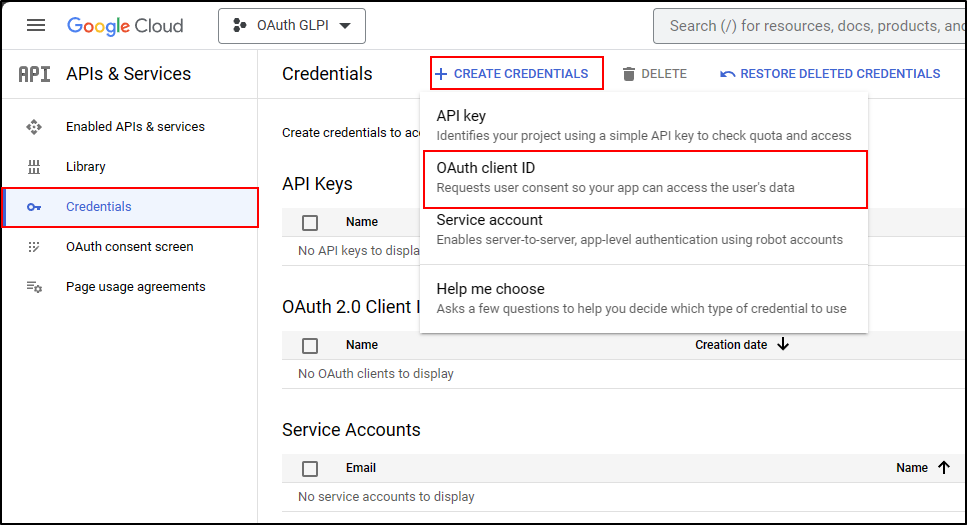 Google Cloud
OAuth GLPI
Search (/) for resources, docs, products, an
API
APIs & Services
Enabled APIs & services
Library
Credentials
OAuth consent screen
Page usage agreements
Credentials
+ CREATE CREDENTIALS
DELETE
RESTORE DELETED CREDENTIALS
Create credentials to acc
API key
Identifies your project using a simple API key to check quota and access
OAuth client ID
Requests user consent so your app can access the user's data
Service account
Enables server-to-server, app-level authentication using robot accounts
Help me choose
Asks a few questions to help you decide which type of credential to use
API Keys
Name
No API keys to displa
OAuth 2.0 Client I
Name
Creation date
No OAuth clients to display
Service Accounts
Email
Name
No service accounts to display